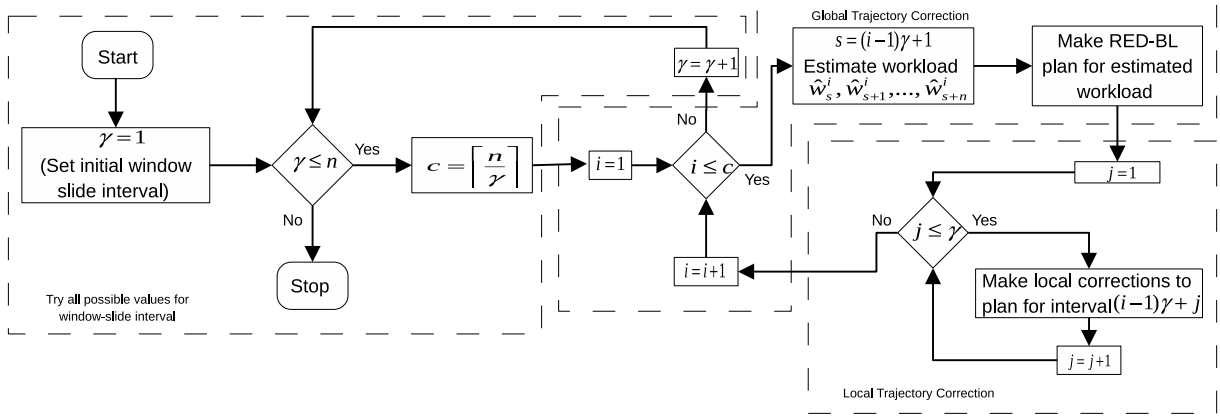 Start
γ=1
(Set initial window
slide interval)
γ≤n
Yes
No
Stop
Try all possible values for
window-slide interval
c=⌈n/γ⌉
γ=γ+1
i=1
No
i≤c
Yes
i=i+1
Global Trajectory Correction
s=(i−1)γ+1
Estimate workload
ŵ_s^i, ŵ_{s+1}^i,..., ŵ_{s+n}^i
Make RED-BL
plan for estimated
workload
j=1
No
j≤γ
Yes
Make local corrections to
plan for interval(i−1)γ+j
j=j+1
Local Trajectory Correction